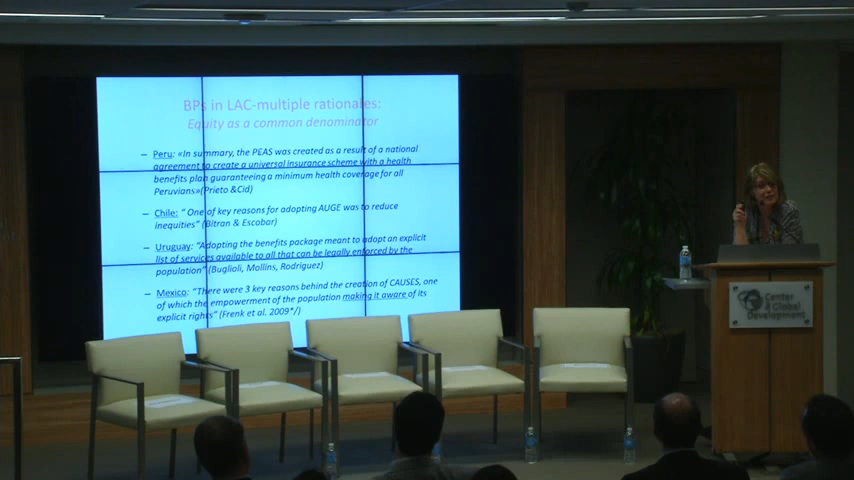 BPs in LAC-multiple rationales:
Equity as a common denominator
– Peru: «In summary, the PEAS was created as a result of a national
agreement to create a universal insurance scheme with a health
benefits plan guaranteeing a minimum health coverage for all
Peruvians»(Prieto &Cid)
– Chile: “ One of key reasons for adopting AUGE was to reduce
inequities” (Bitran & Escobar)
– Uruguay: “Adopting the benefits package meant to adopt an explicit
list of services available to all that can be legally enforced by the
population” (Buglioli, Mollins, Rodriguez)
– Mexico: “There were 3 key reasons behind the creation of CAUSES, one
of which the empowerment of the population making it aware of its
explicit rights” (Frenk et al. 2009*/)
Center
& Global
Development